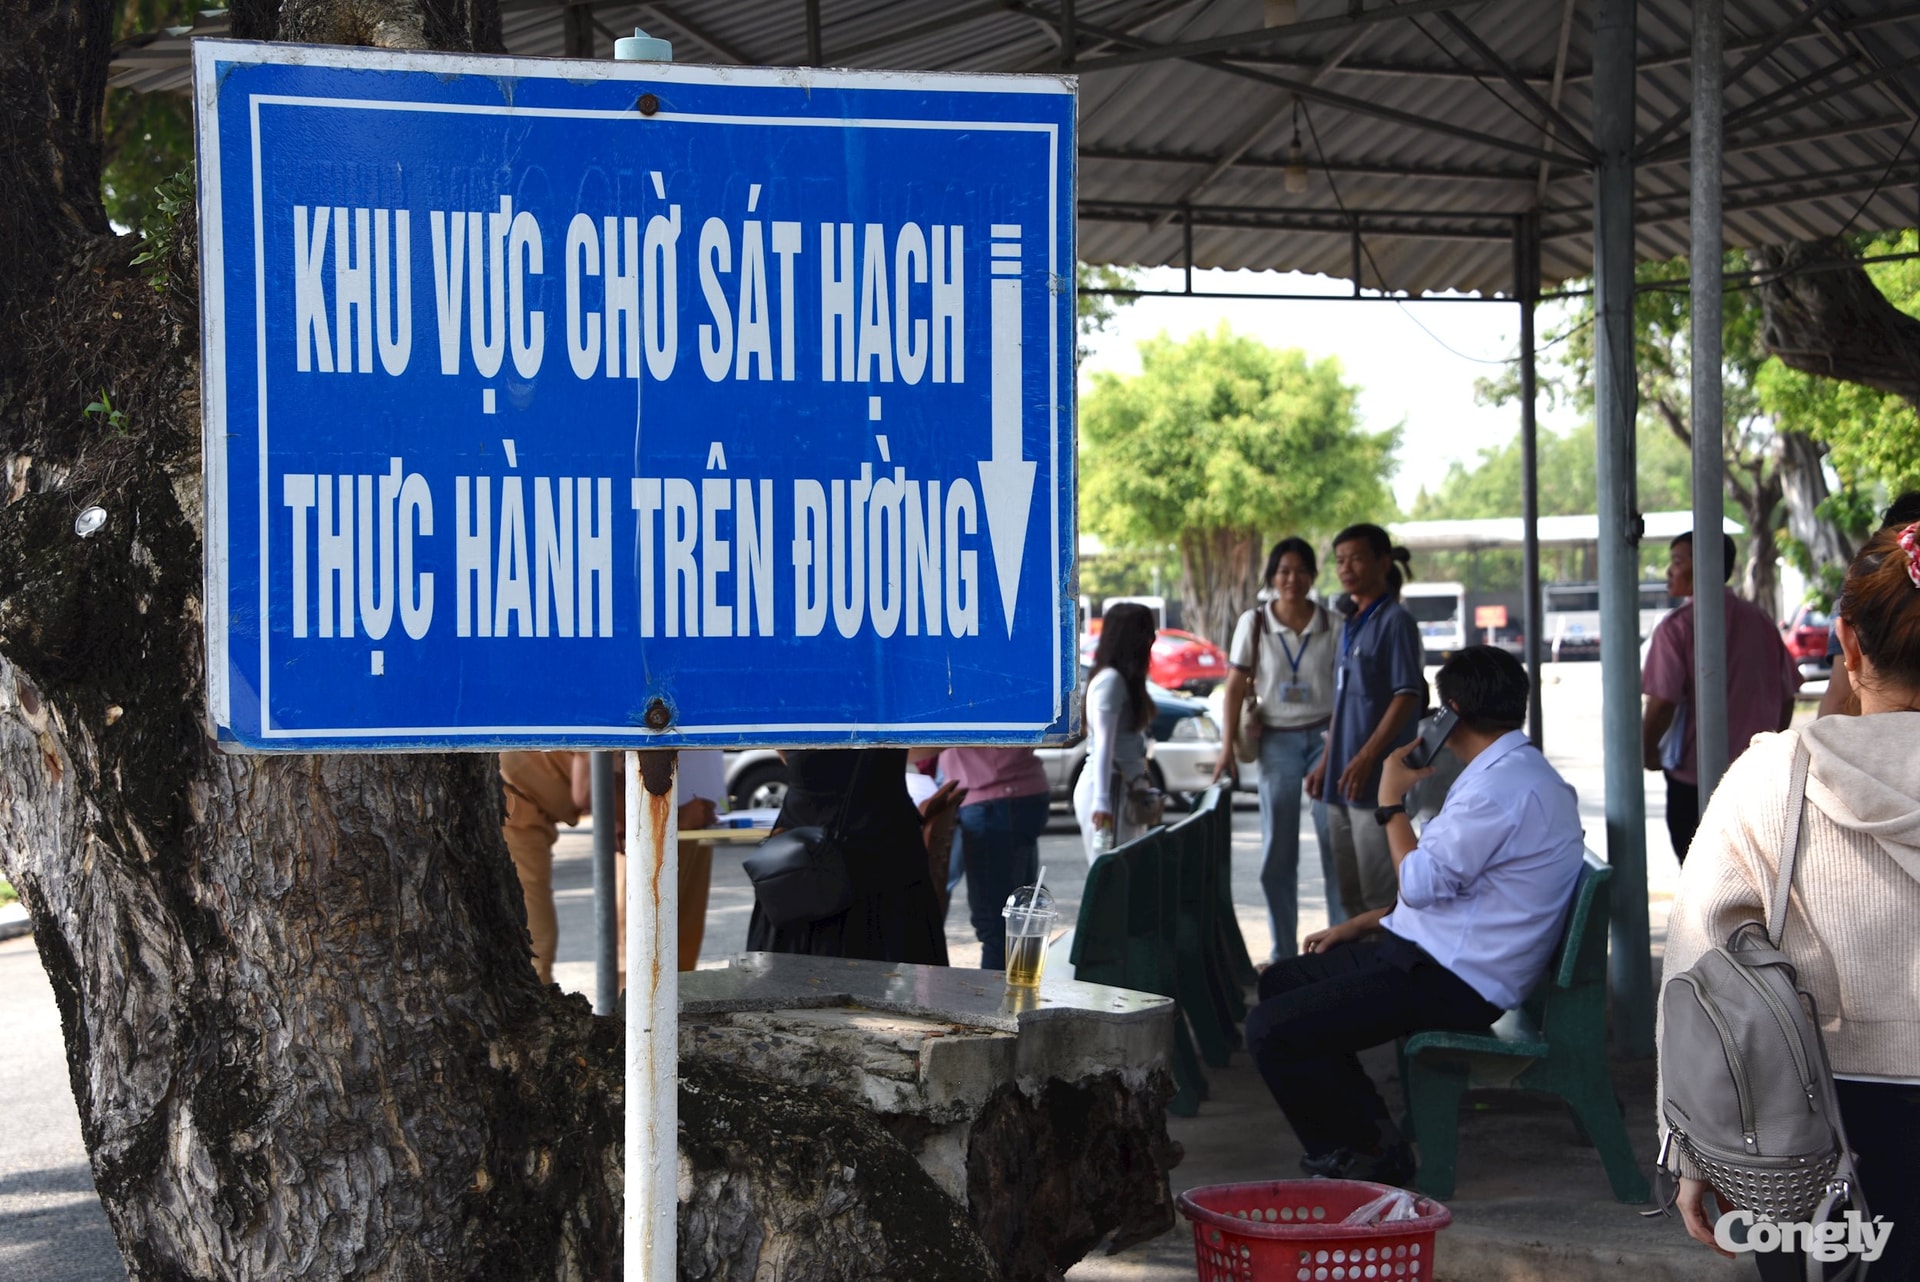 KHU VỰC CHỜ SÁT HẠCH
THỰC HÀNH TRÊN ĐƯỜNG
Cônglý